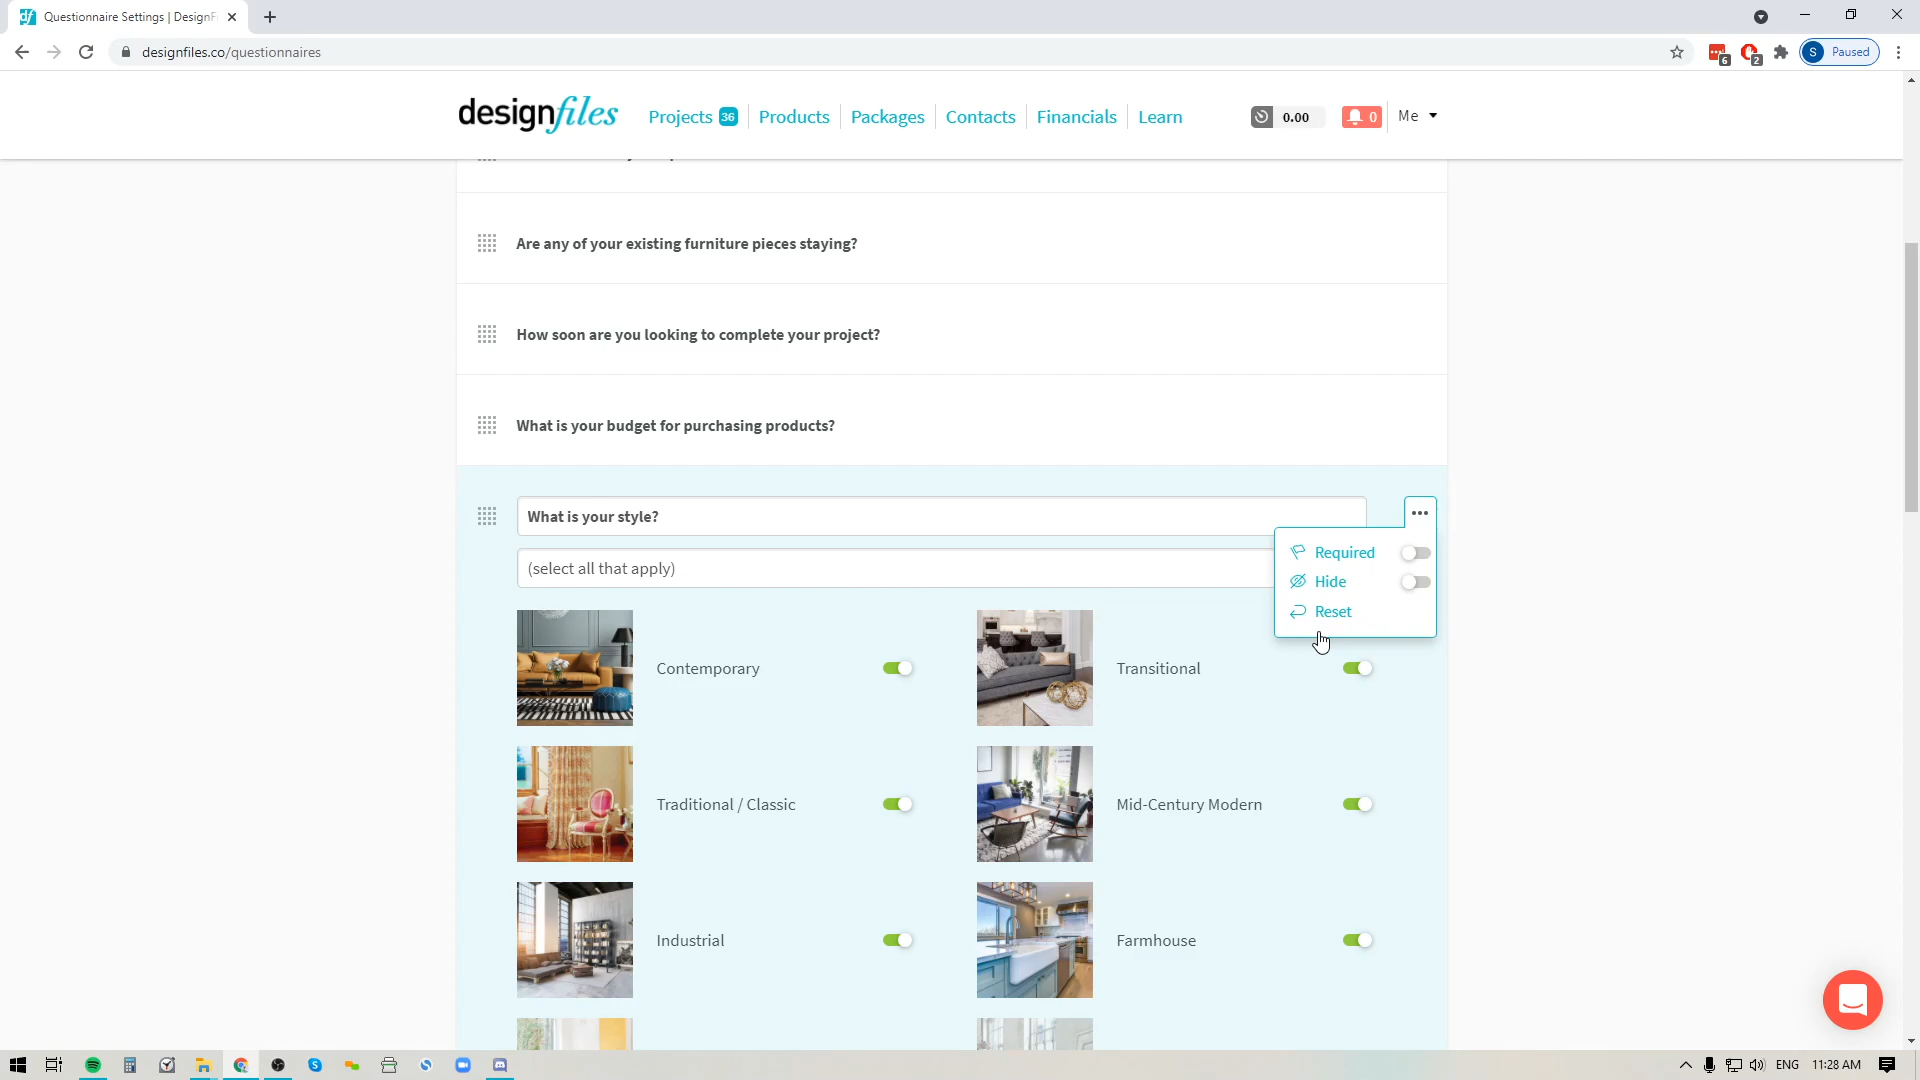 Questionnaire Settings | DesignF
designfiles.co/questionnaires
6
2
S
Paused
designfiles
Projects 36
Products
Packages
Contacts
Financials
Learn
0.00
0
Me
Are any of your existing furniture pieces staying?
How soon are you looking to complete your project?
What is your budget for purchasing products?
What is your style?
(select all that apply)
Required
Hide
Reset
Contemporary
Transitional
Traditional / Classic
Mid-Century Modern
Industrial
Farmhouse
ENG
11:28 AM